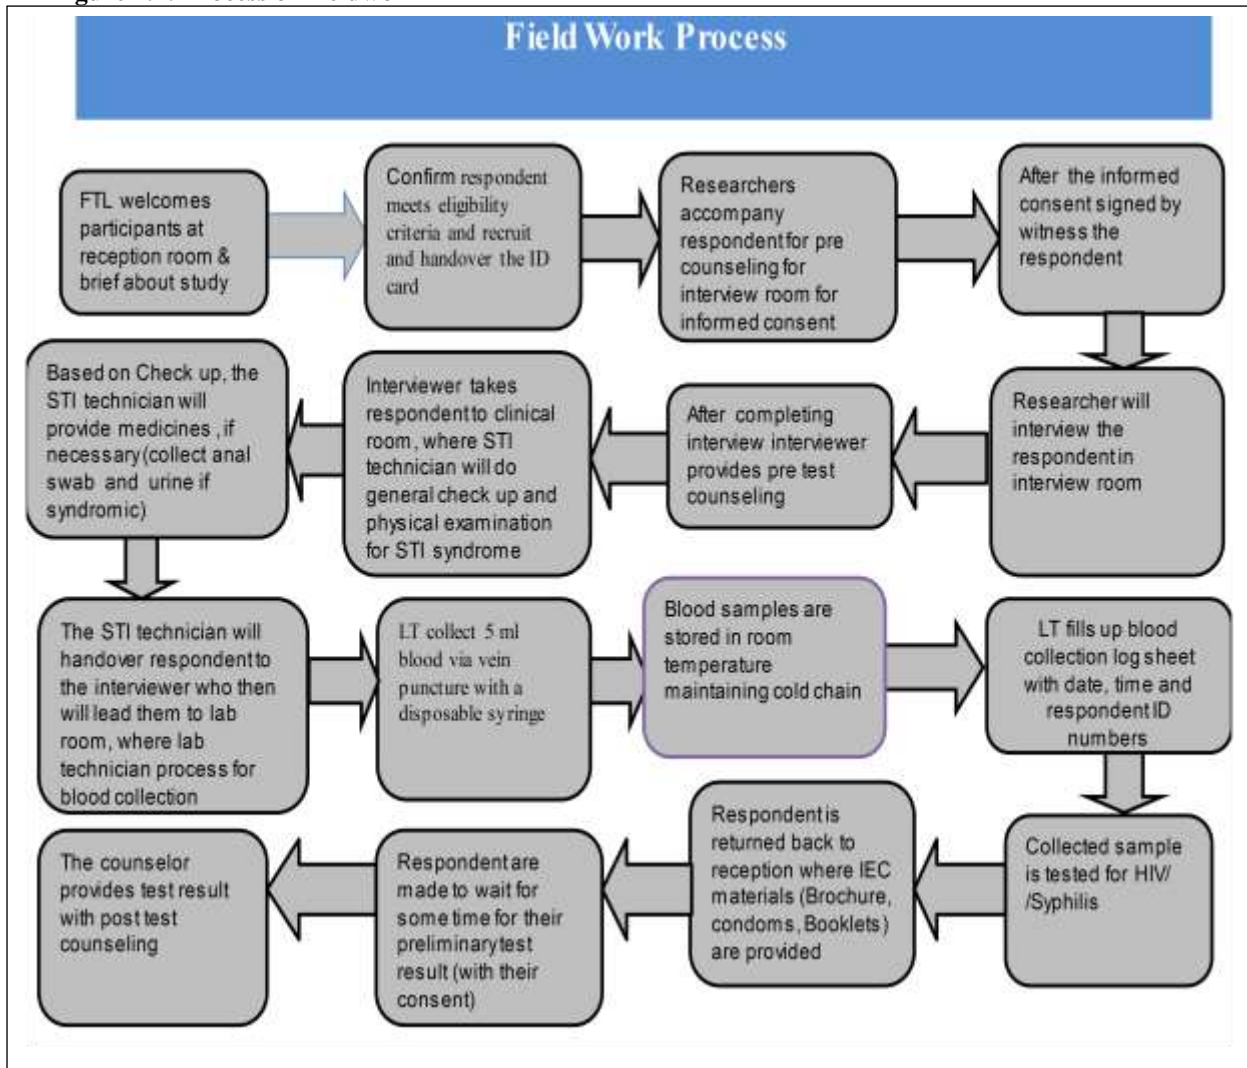 Field Work Process
FTL welcomes
participants at
reception room &
brief about study
Confirm respondent
meets eligibility
criteria and recruit
and handover the ID
card
Researchers
accompany
respondent for pre
counseling for
interview room for
informed consent
After the informed
consent signed by
witness the
respondent
Researcher will
interview the
respondent in
interview room
After completing
interview interviewer
provides pre test
counseling
Interviewer takes
respondent to clinical
room, where STI
technician will do
general check up and
physical examination
for STI syndrome
Based on Check up, the
STI technician will
provide medicines , if
necessary (collect anal
swab and urine if
syndromic)
The STI technician will
handover respondent to
the interviewer who then
will lead them to lab
room, where lab
technician process for
blood collection
LT collect 5 ml
blood via vein
puncture with a
disposable syringe
Blood samples are
stored in room
temperature
maintaining cold chain
LT fills up blood
collection log sheet
with date, time and
respondent ID
numbers
Collected sample
is tested for HIV/
/Syphilis
Respondent is
returned back to
reception where IEC
materials (Brochure,
condoms, Booklets)
are provided
Respondent are
made to wait for
some time for their
preliminary test
result (with their
consent)
The counselor
provides test result
with post test
counseling